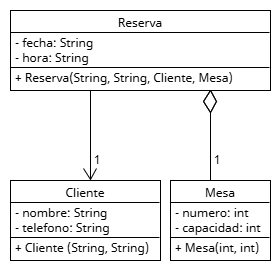 Reserva
- fecha: String
- hora: String
+ Reserva(String, String, Cliente, Mesa)
1
1
Cliente
- nombre: String
- telefono: String
+ Cliente (String, String)
Mesa
- numero: int
- capacidad: int
+ Mesa(int, int)